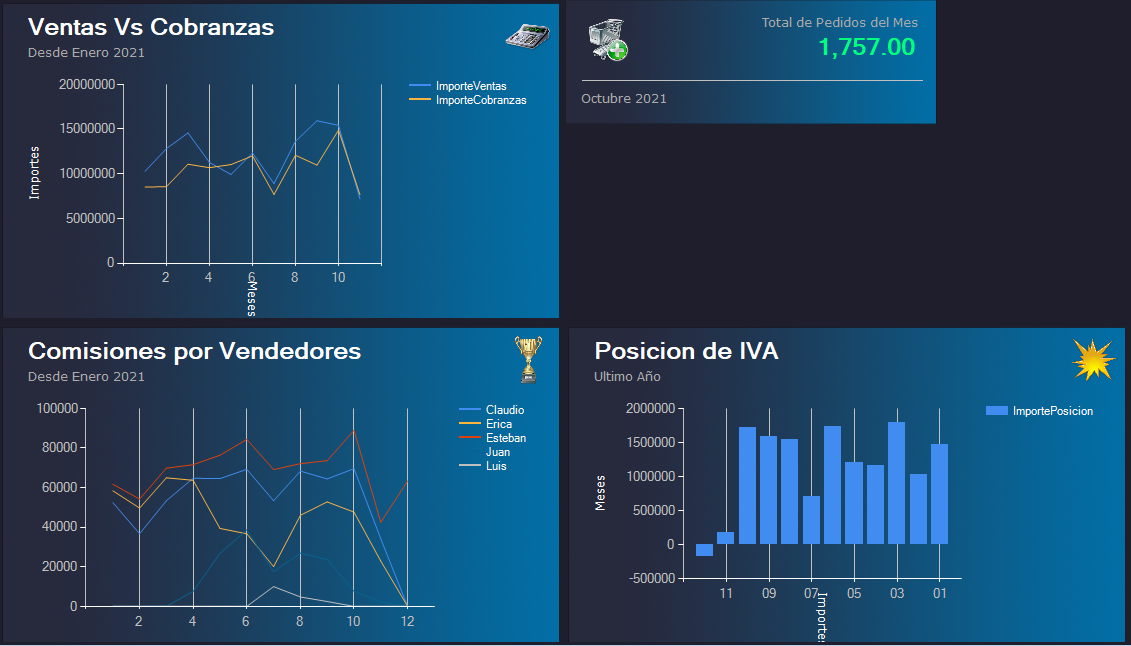 Ventas Vs Cobranzas
Desde Enero 2021
20000000
15000000
10000000
5000000
0
Importes
2 4 6 8 10
Meses
ImporteVentas
ImporteCobranzas
Total de Pedidos del Mes
1,757.00
Octubre 2021
Comisiones por Vendedores
Desde Enero 2021
100000
80000
60000
40000
20000
0
2 4 6 8 10 12
Claudio
Erica
Esteban
Juan
Luis
Posicion de IVA
Ultimo Año
2000000
1500000
1000000
500000
0
-500000
Meses
11 09 07 05 03 01
Importes
ImportePosicion